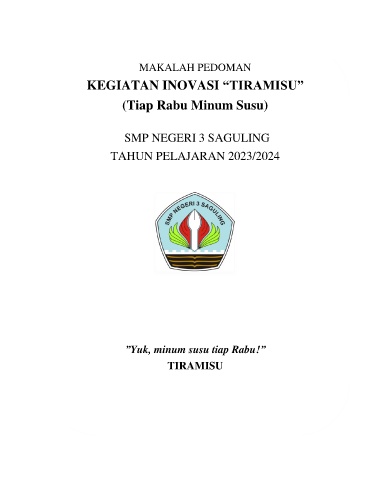 MAKALAH PEDOMAN
KEGIATAN INOVASI “TIRAMISU”
(Tiap Rabu Minum Susu)
SMP NEGERI 3 SAGULING
TAHUN PELAJARAN 2023/2024
SMP NEGERI 3 SAGULING
”Yuk, minum susu tiap Rabu!”
TIRAMISU